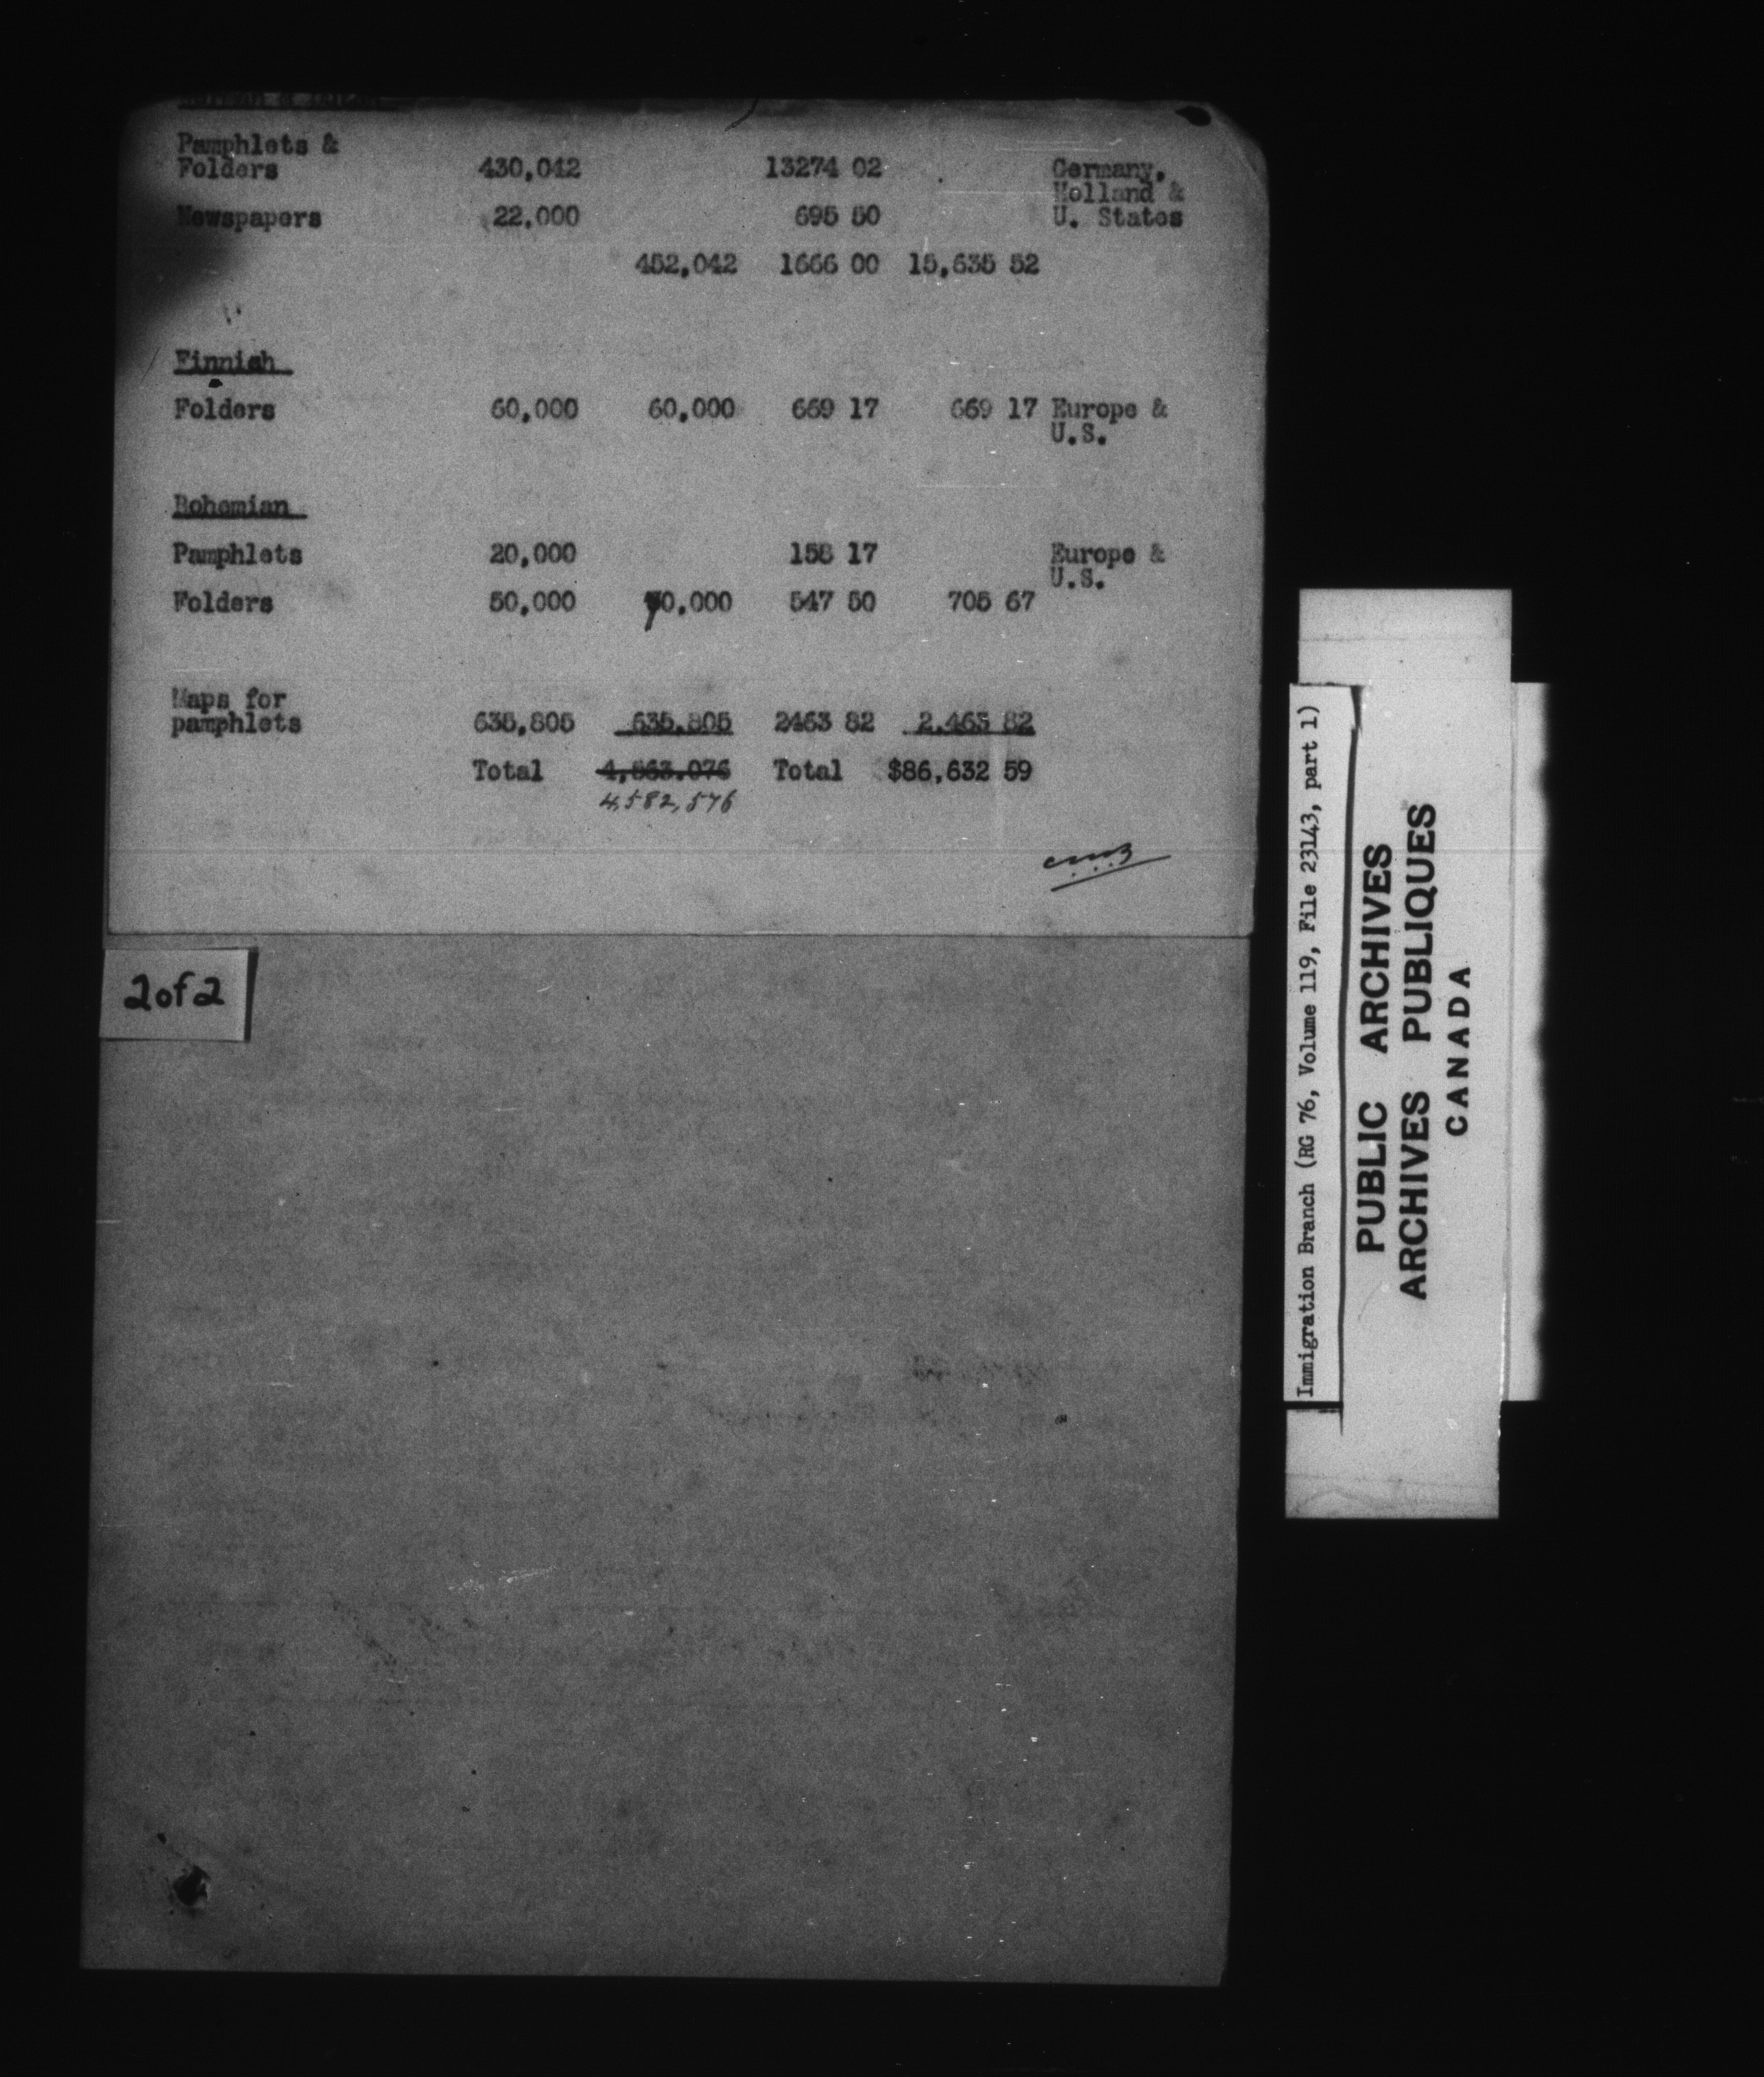 Pamphlets &
Folders 430,042 13274 02 Germany,
Holland &
Newspapers 22,000 695 50 U. States
452,042 1666 00 15,635 52
Finnish
Folders 60,000 60,000 669 17 669 17 Europe &
U.S.
Bohemian
Pamphlets 20,000 158 17 Europe &
U.S.
Folders 50,000 70,000 547 50 705 67
Maps for
pamphlets 635,805 635,805 2463 82 2,463 82
Total 4,563,076 Total $86,632 59
4,582,576
2 of 2
Immigration Branch (RG 76, Volume 119, File 23143, part 1)
PUBLIC ARCHIVES
ARCHIVES PUBLIQUES
CANADA